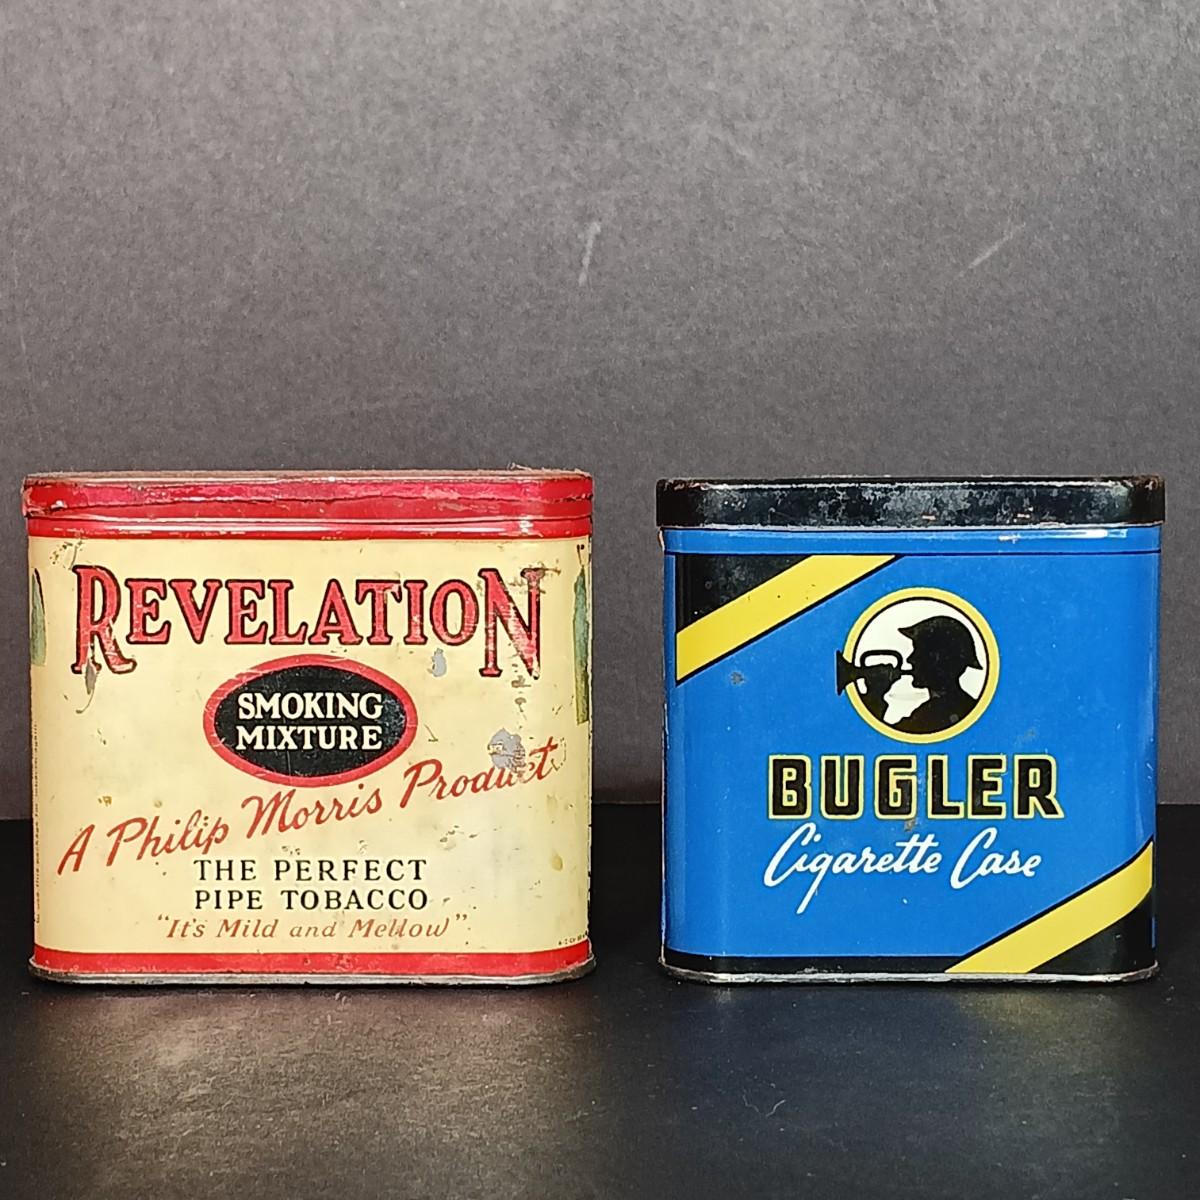 REVELATION
SMOKING
MIXTURE
A Philip Morris Product
THE PERFECT
PIPE TOBACCO
"It's Mild and Mellow"
BUGLER
Cigarette Case